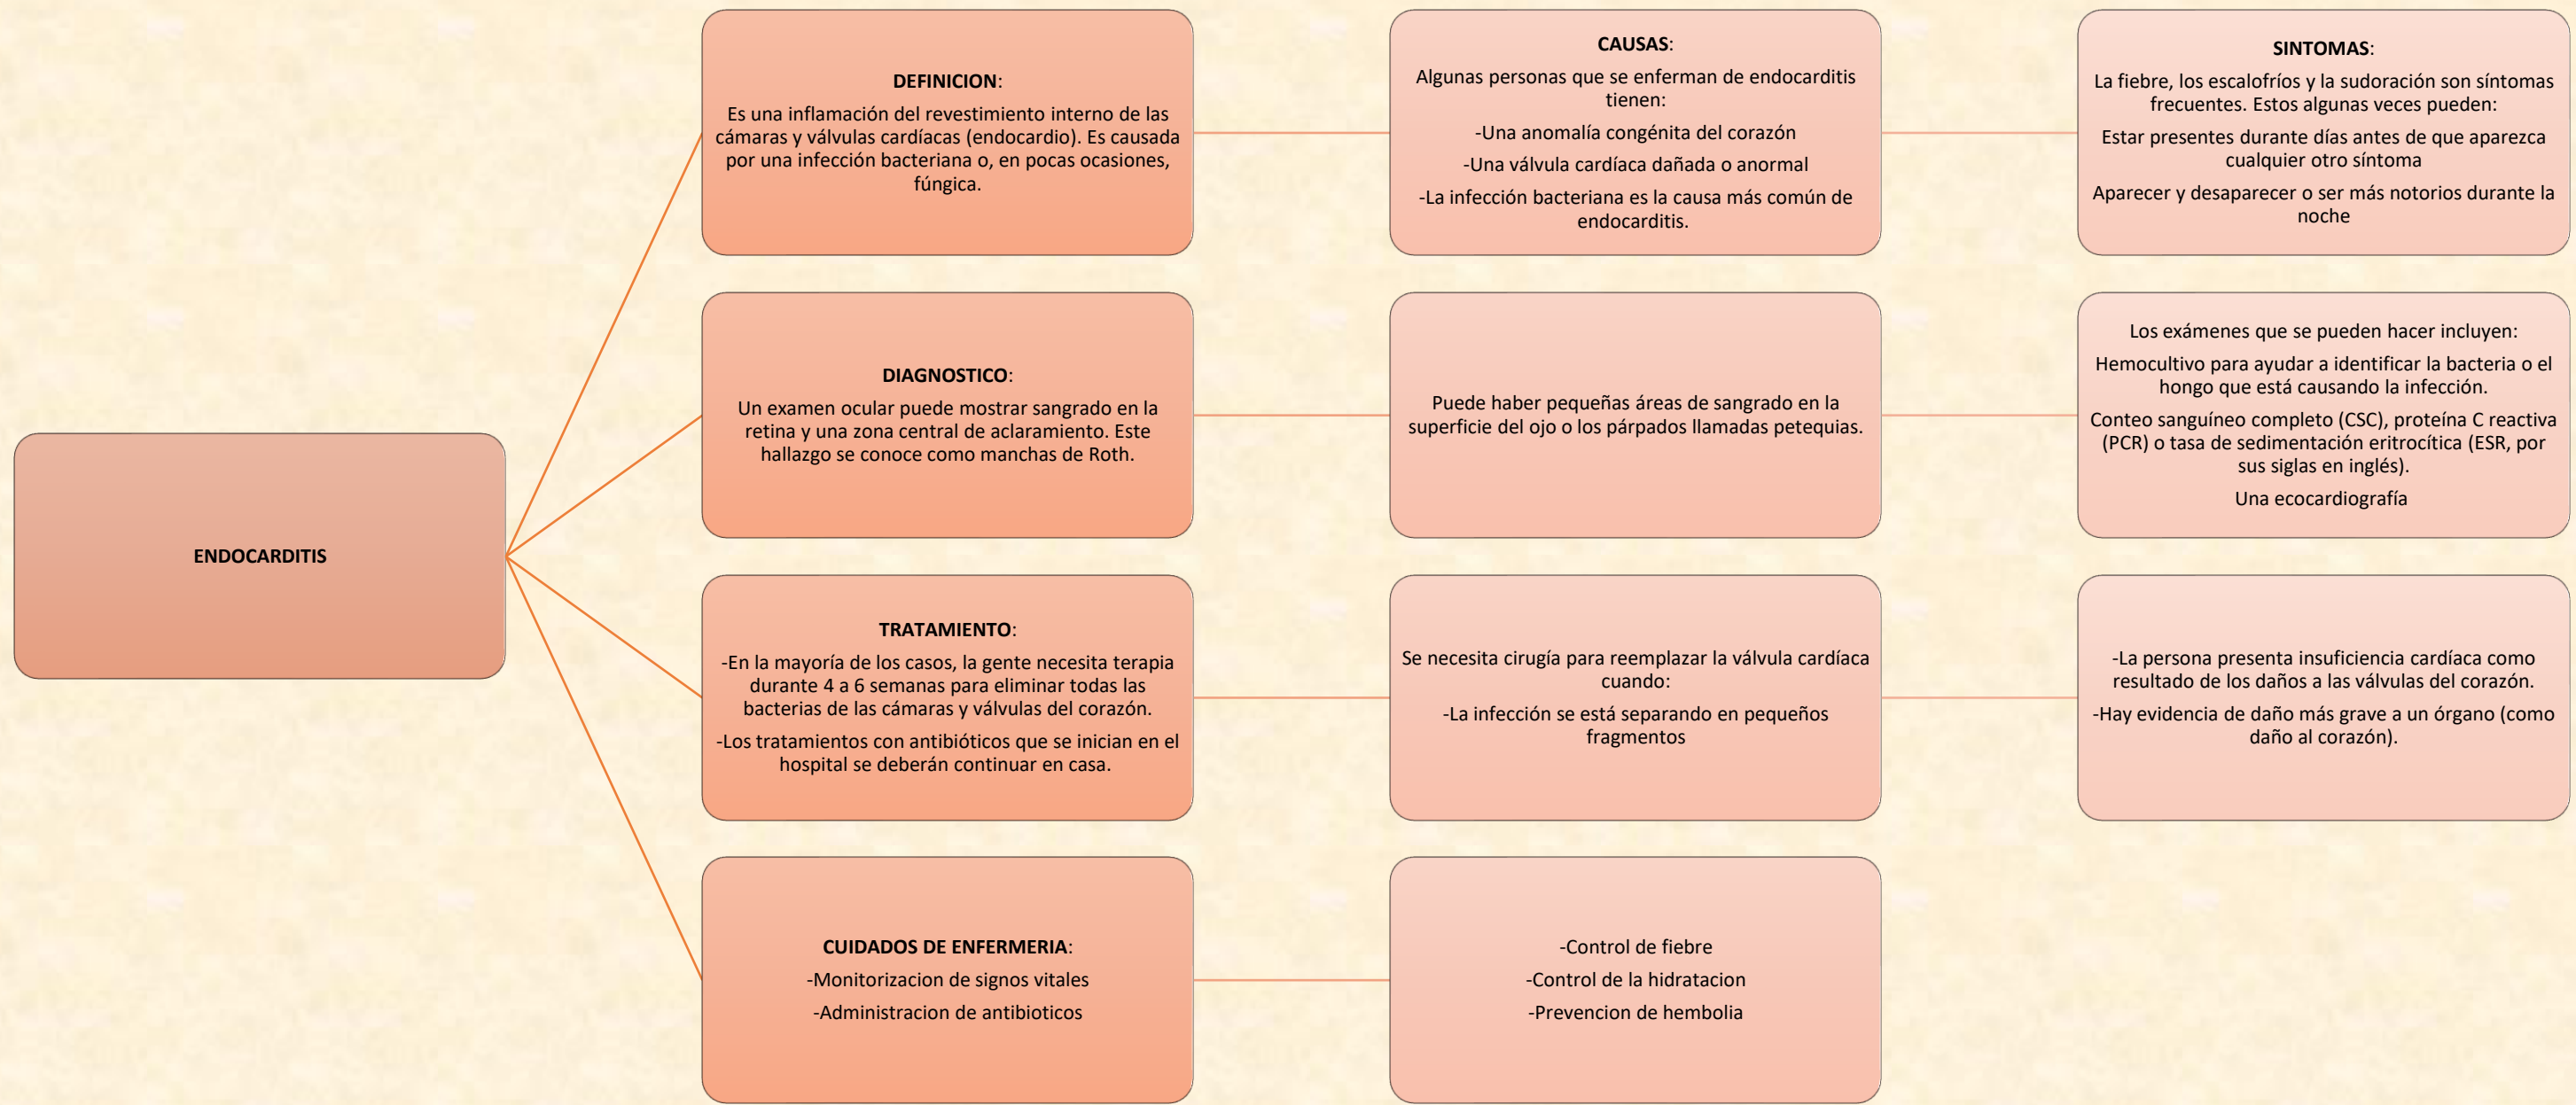 ENDOCARDITIS
DEFINICION:
Es una inflamación del revestimiento interno de las
cámaras y válvulas cardíacas (endocardio). Es causada
por una infección bacteriana o, en pocas ocasiones,
fúngica.
CAUSAS:
Algunas personas que se enferman de endocarditis
tienen:
-Una anomalía congénita del corazón
-Una válvula cardíaca dañada o anormal
-La infección bacteriana es la causa más común de
endocarditis.
SINTOMAS:
La fiebre, los escalofríos y la sudoración son síntomas
frecuentes. Estos algunas veces pueden:
Estar presentes durante días antes de que aparezca
cualquier otro síntoma
Aparecer y desaparecer o ser más notorios durante la
noche
DIAGNOSTICO:
Un examen ocular puede mostrar sangrado en la
retina y una zona central de aclaramiento. Este
hallazgo se conoce como manchas de Roth.
Puede haber pequeñas áreas de sangrado en la
superficie del ojo o los párpados llamadas petequias.
Los exámenes que se pueden hacer incluyen:
Hemocultivo para ayudar a identificar la bacteria o el
hongo que está causando la infección.
Conteo sanguíneo completo (CSC), proteína C reactiva
(PCR) o tasa de sedimentación eritrocítica (ESR, por
sus siglas en inglés).
Una ecocardiografía
TRATAMIENTO:
-En la mayoría de los casos, la gente necesita terapia
durante 4 a 6 semanas para eliminar todas las
bacterias de las cámaras y válvulas del corazón.
-Los tratamientos con antibióticos que se inician en el
hospital se deberán continuar en casa.
Se necesita cirugía para reemplazar la válvula cardíaca
cuando:
-La infección se está separando en pequeños
fragmentos
-La persona presenta insuficiencia cardíaca como
resultado de los daños a las válvulas del corazón.
-Hay evidencia de daño más grave a un órgano (como
daño al corazón).
CUIDADOS DE ENFERMERIA:
-Monitorizacion de signos vitales
-Administracion de antibioticos
-Control de fiebre
-Control de la hidratacion
-Prevencion de hembolia